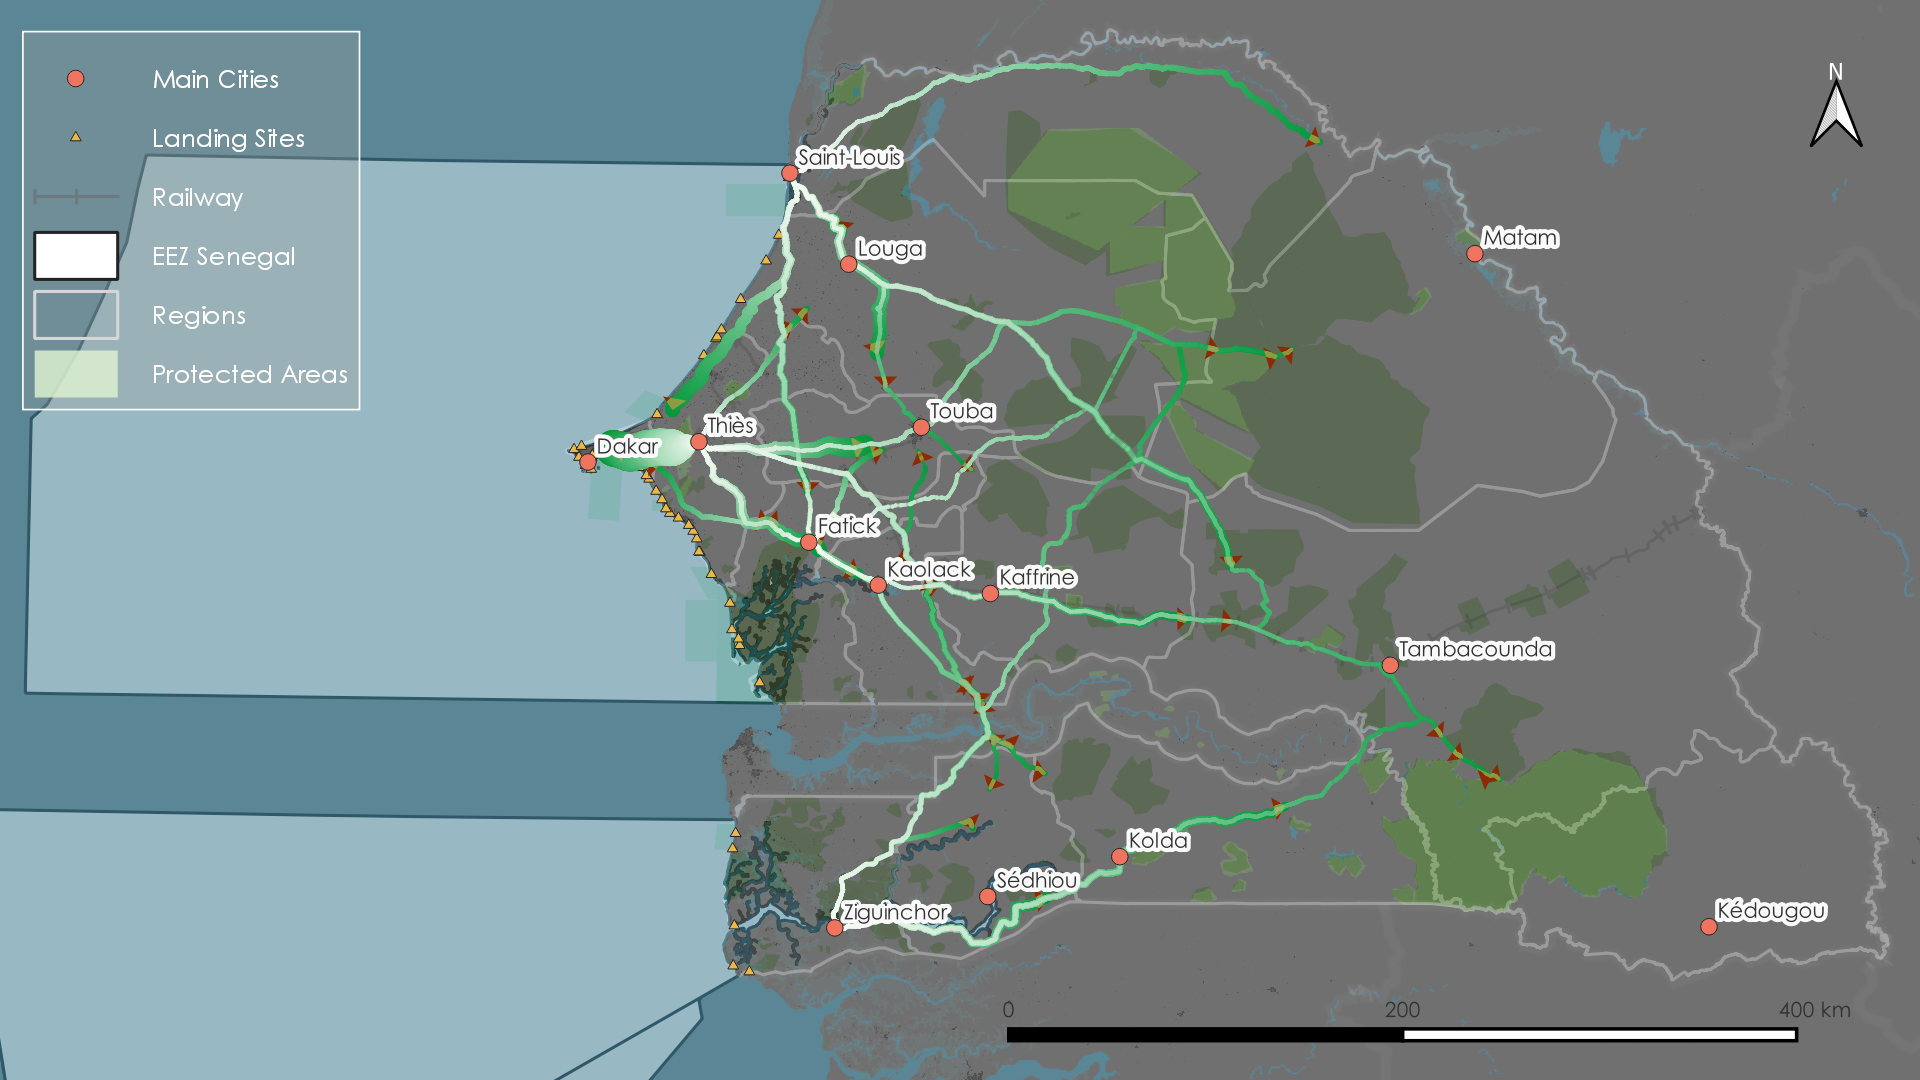 Main Cities
Landing Sites
Railway
EEZ Senegal
Regions
Protected Areas
N
Saint-Louis
Louga
Matam
Touba
Thiès
Dakar
Fatick
Kaolack
Kaffrine
Tambacounda
Kolda
Sédhiou
Ziguinchor
Kédougou
0
200
400 km